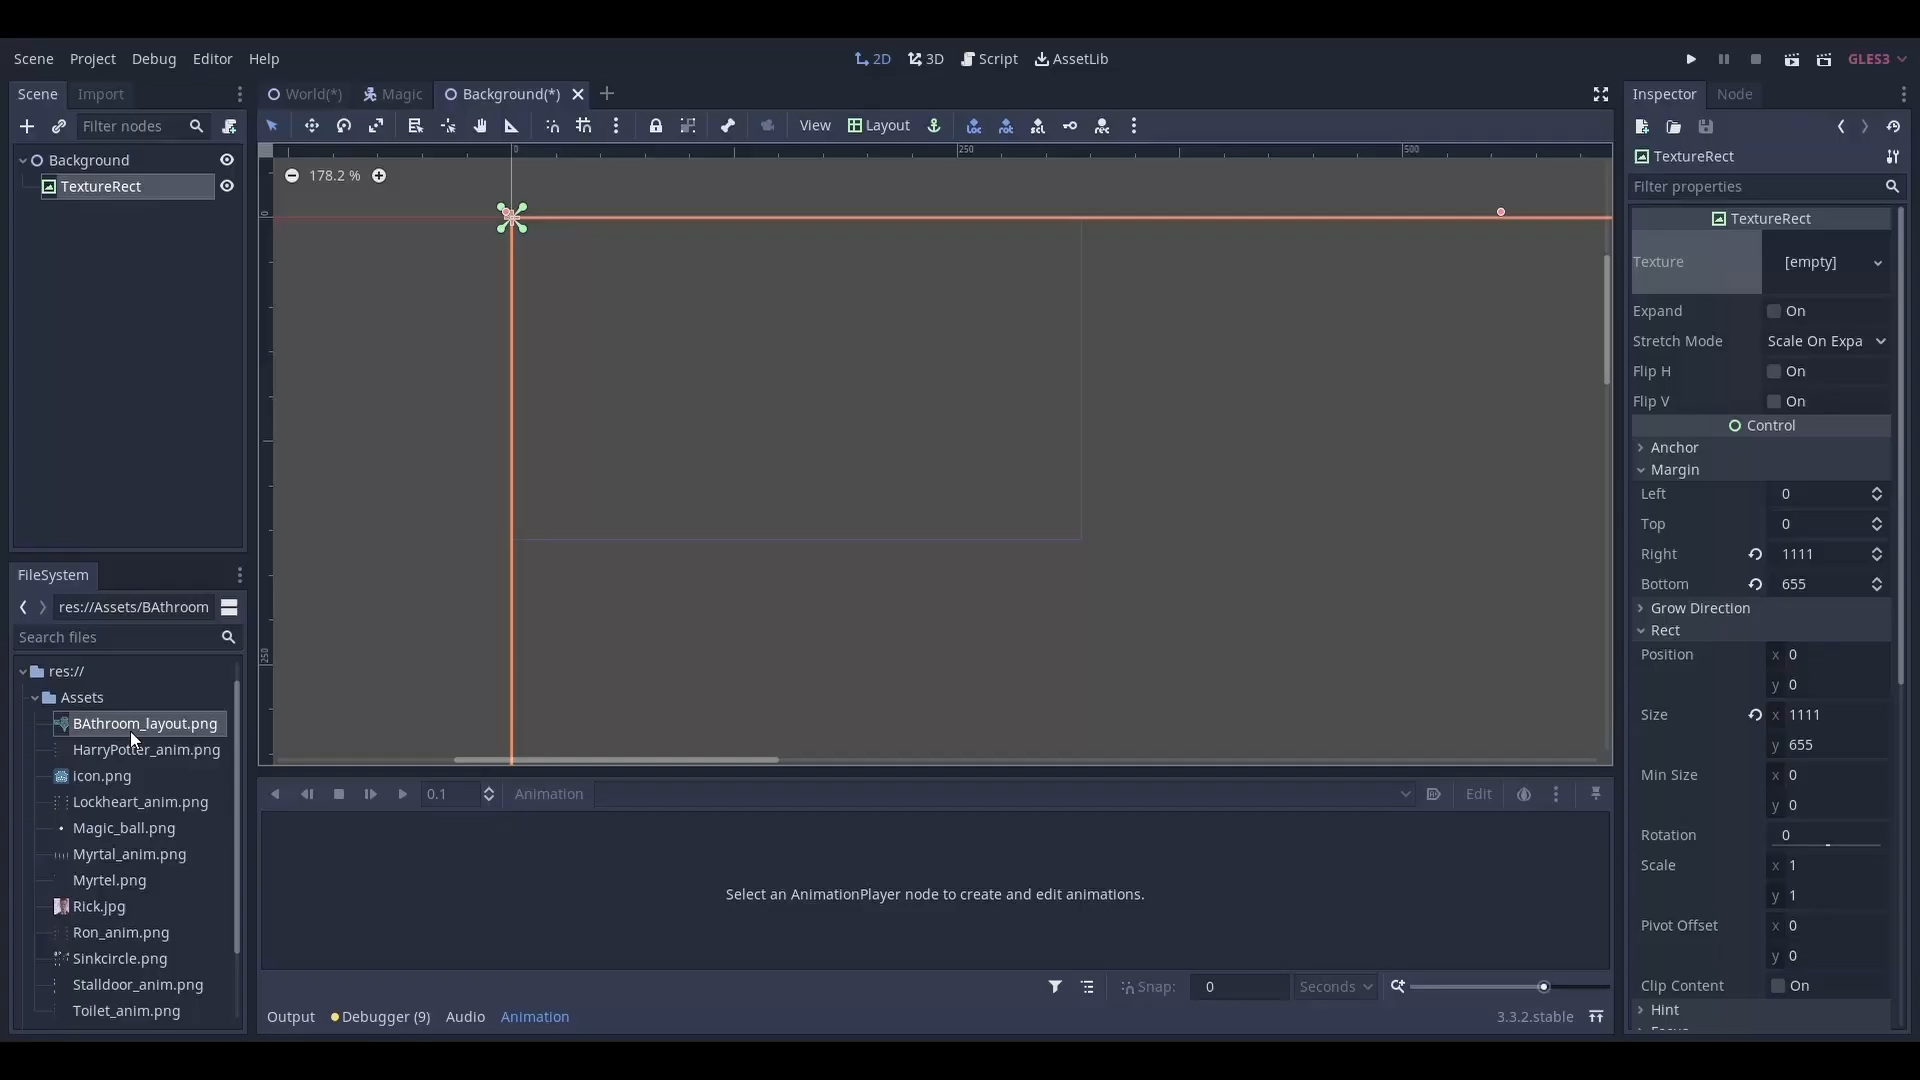 Scene Project Debug Editor Help
2D 3D Script AssetLib
GLES3
Scene Import
World(*) Magic Background(*)
Inspector Node
Filter nodes
View Layout
Background
TextureRect
0 250 500
178.2 %
0
250
TextureRect
Filter properties
TextureRect
Texture [empty]
Expand On
Stretch Mode Scale On Expa
Flip H On
Flip V On
Control
Anchor
Margin
Left 0
Top 0
Right 1111
Bottom 655
Grow Direction
Rect
Position x 0
y 0
Size x 1111
y 655
Min Size x 0
y 0
Rotation 0
Scale x 1
y 1
Pivot Offset x 0
y 0
Clip Content On
Hint
FileSystem
res://Assets/BAthroom
Search files
res://
Assets
BAthroom_layout.png
HarryPotter_anim.png
icon.png
Lockheart_anim.png
Magic_ball.png
Myrtal_anim.png
Myrtel.png
Rick.jpg
Ron_anim.png
Sinkcircle.png
Stalldoor_anim.png
Toilet_anim.png
0.1 Animation Edit
Select an AnimationPlayer node to create and edit animations.
Snap: 0 Seconds
Output Debugger (9) Audio Animation
3.3.2.stable